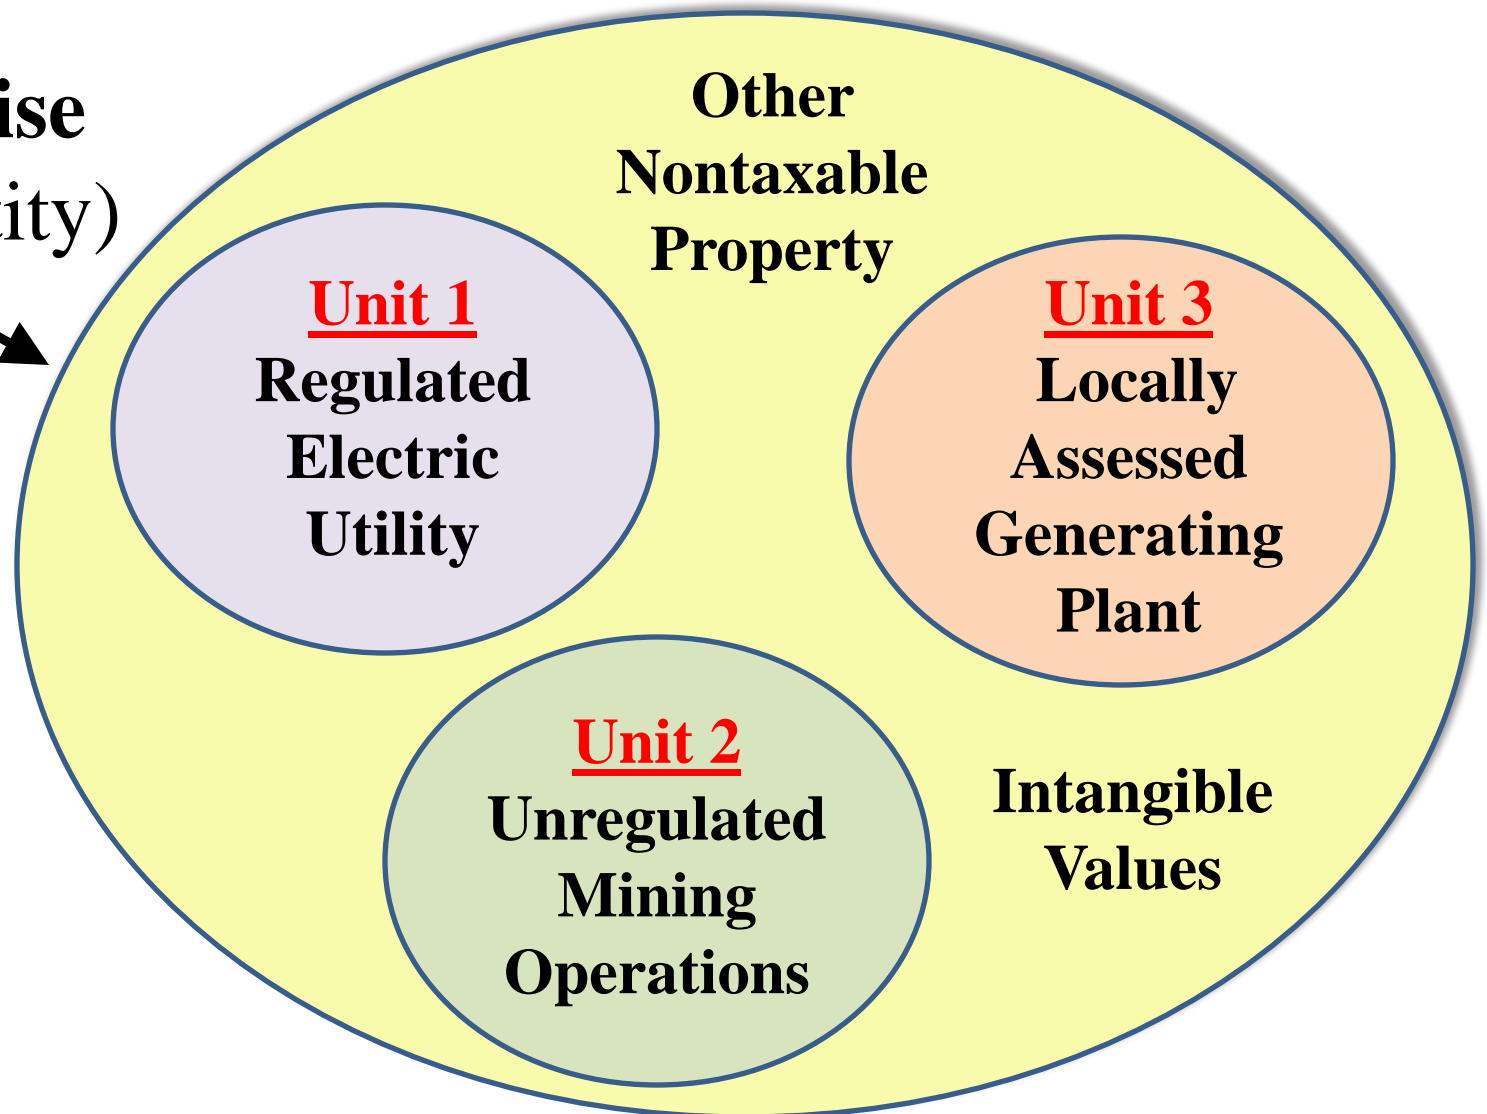 ise
tity)
Other
Nontaxable
Property
Unit 1
Regulated
Electric
Utility
Unit 3
Locally
Assessed
Generating
Plant
Unit 2
Unregulated
Mining
Operations
Intangible
Values